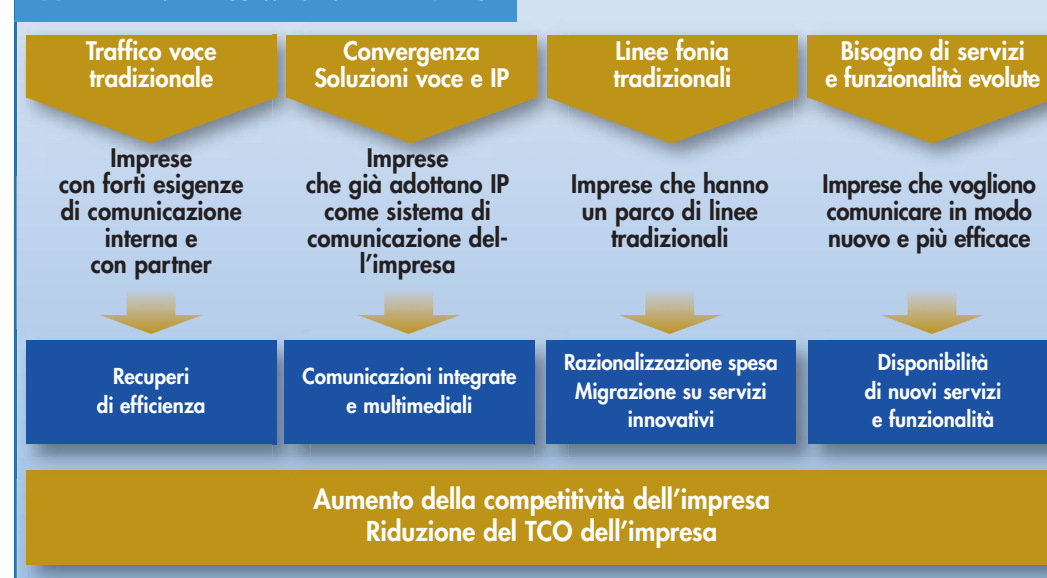 Traffico voce
tradizionale
Convergenza
Soluzioni voce e IP
Linee fonia
tradizionali
Bisogno di servizi
e funzionalità evolute
Imprese
con forti esigenze
di comunicazione
interna e
con partner
Imprese
che già adottano IP
come sistema di
comunicazione del-
l'impresa
Imprese che hanno
un parco di linee
tradizionali
Imprese che vogliono
comunicare in modo
nuovo e più efficace
Recuperi
di efficienza
Comunicazioni integrate
e multimediali
Razionalizzazione spesa
Migrazione su servizi
innovativi
Disponibilità
di nuovi servizi
e funzionalità
Aumento della competitività dell'impresa
Riduzione del TCO dell'impresa